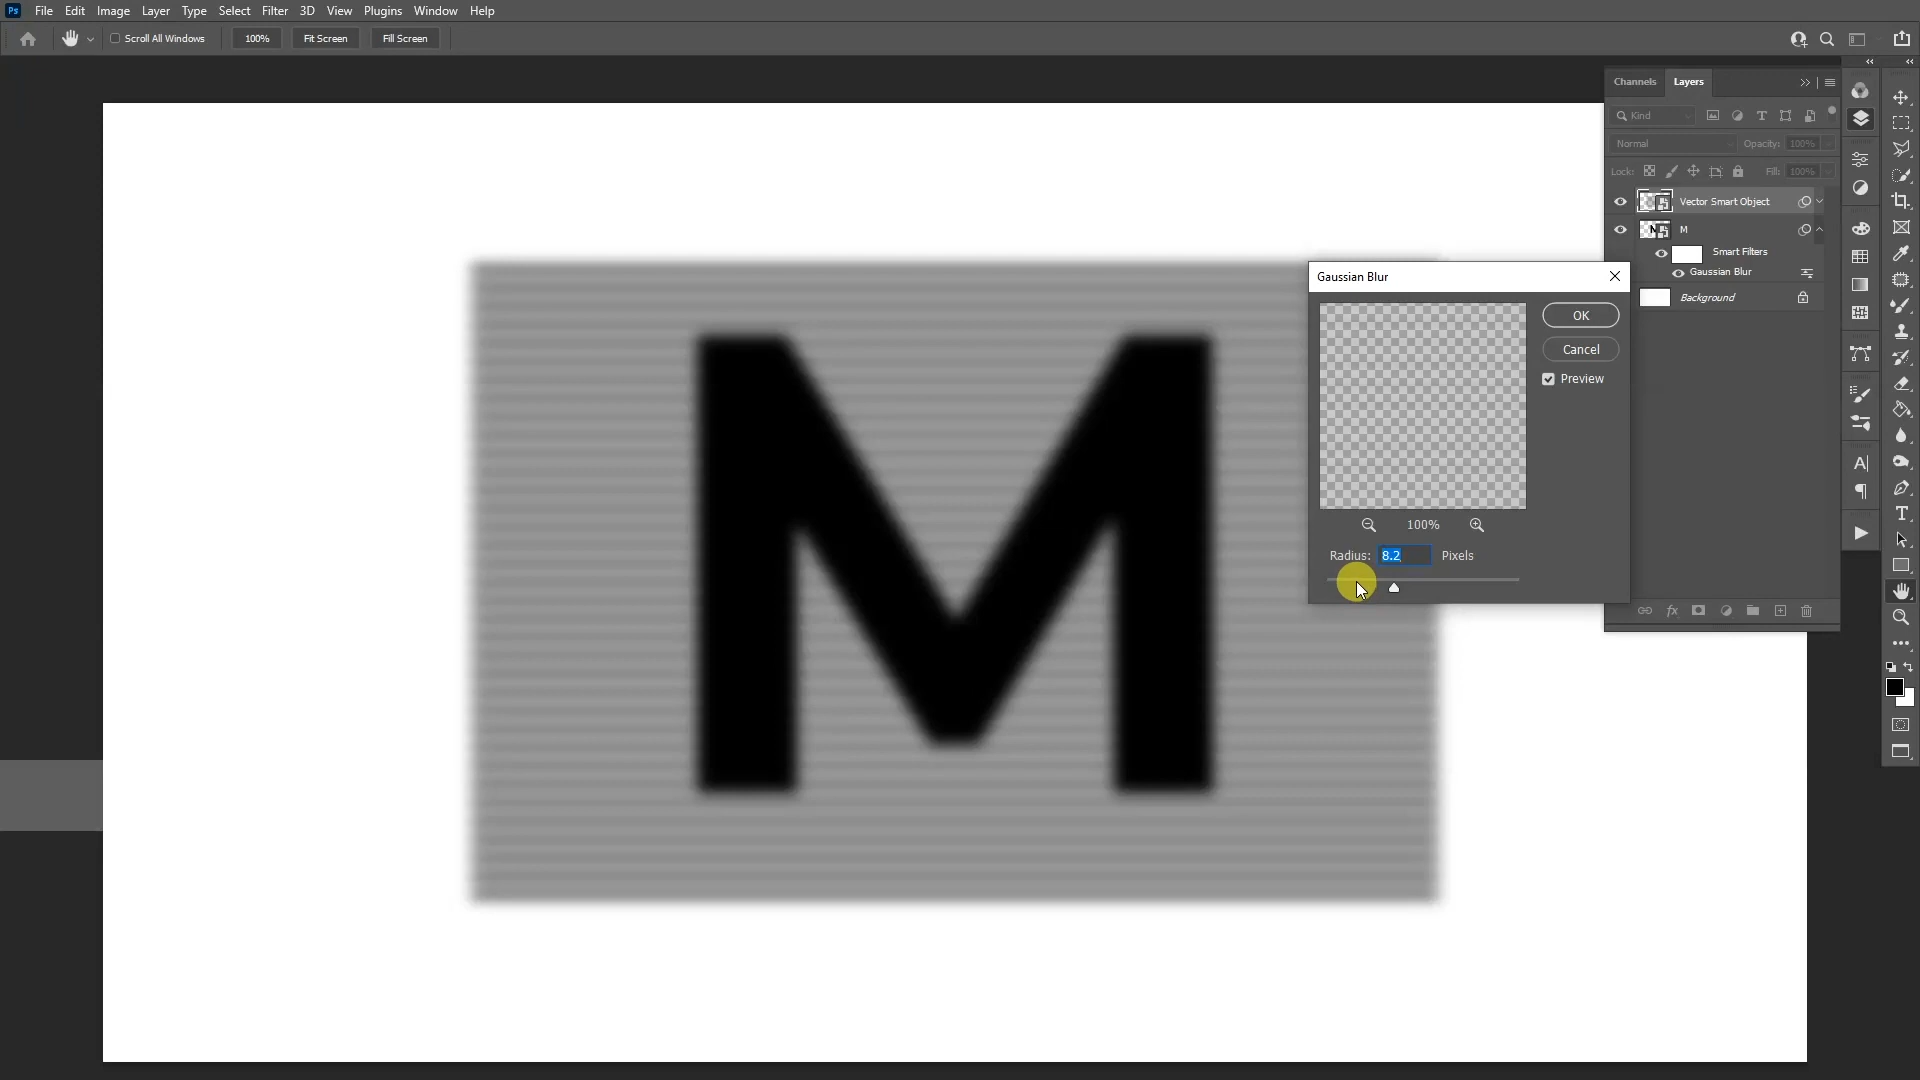 Ps File Edit Image Layer Type Select Filter 3D View Plugins Window Help
Scroll All Windows 100% Fit Screen Fill Screen
Channels Layers
Kind
Normal Opacity: 100%
Lock: Fill: 100%
Vector Smart Object
M
Smart Filters
Gaussian Blur
Background
Gaussian Blur
OK
Cancel
Preview
100%
Radius: 8.2 Pixels
M